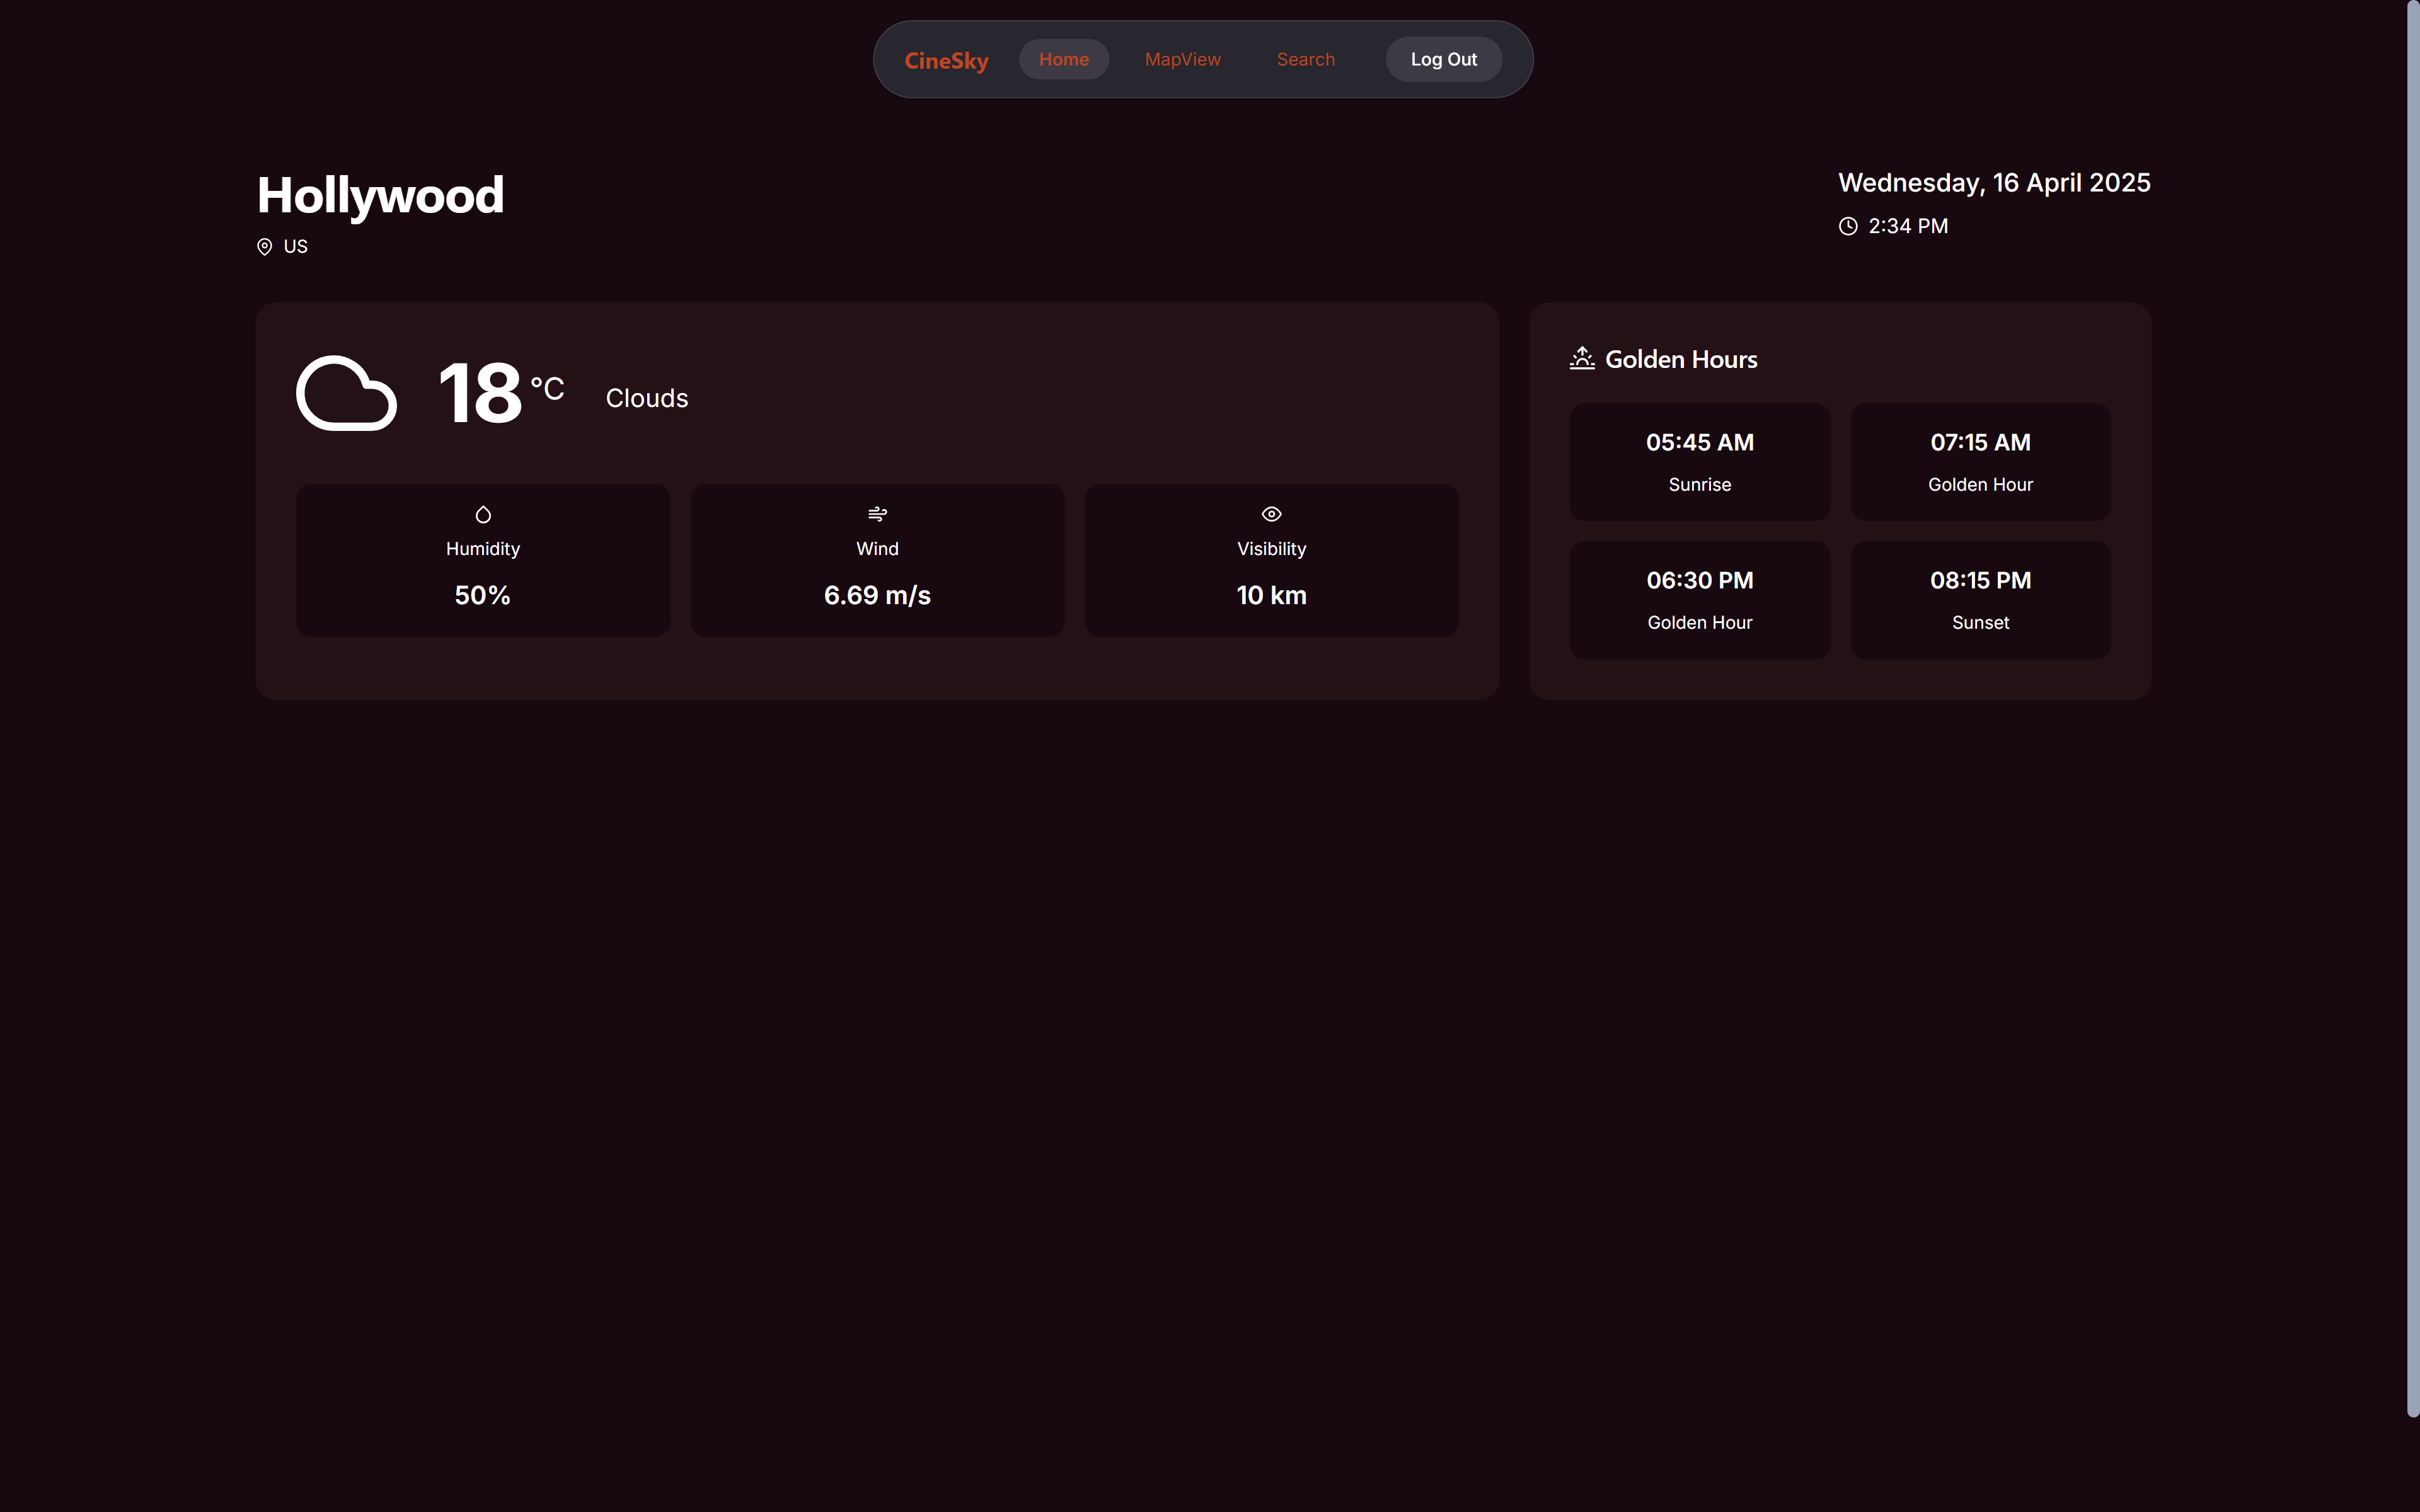 CineSky Home MapView Search Log Out
Hollywood
US
Wednesday, 16 April 2025
2:34 PM
18 °C Clouds
Humidity
50%
Wind
6.69 m/s
Visibility
10 km
Golden Hours
05:45 AM
Sunrise
07:15 AM
Golden Hour
06:30 PM
Golden Hour
08:15 PM
Sunset